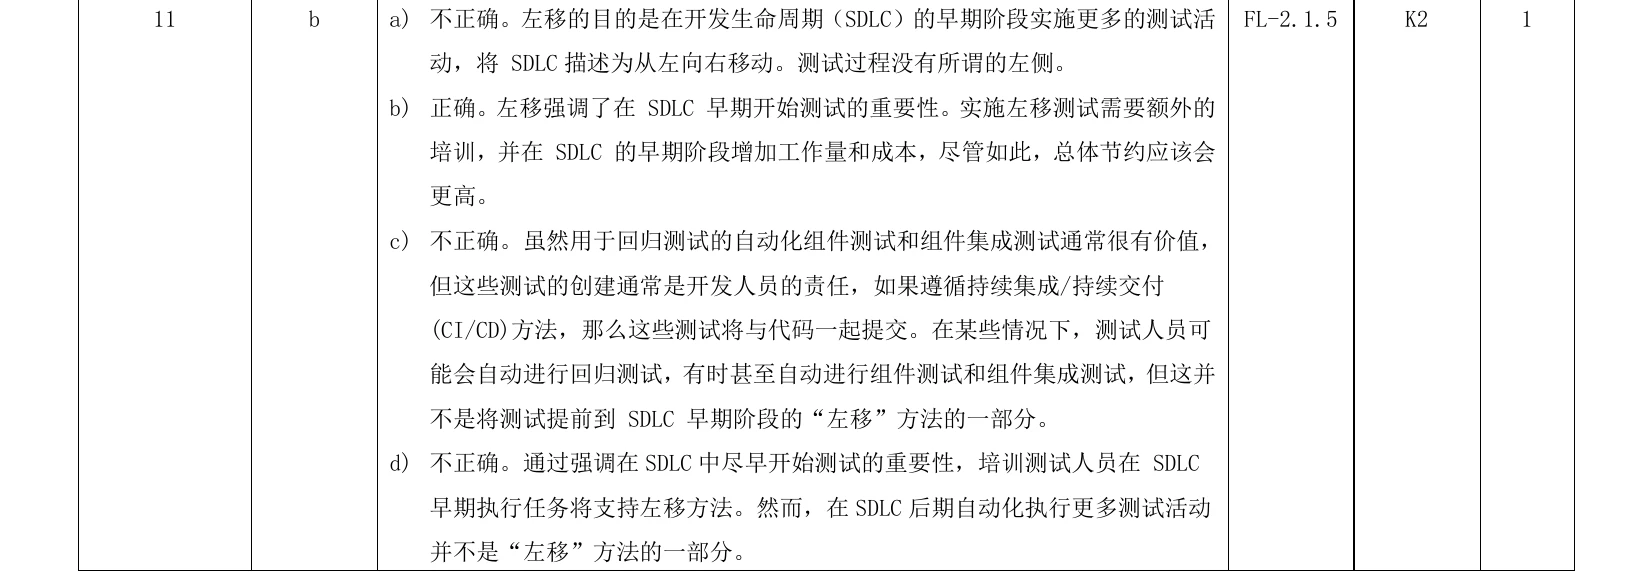 11 b a) 不正确。左移的目的是在开发生命周期（SDLC）的早期阶段实施更多的测试活 FL-2.1.5 K2 1
动，将 SDLC 描述为从左向右移动。测试过程没有所谓的左侧。
b) 正确。左移强调了在 SDLC 早期开始测试的重要性。实施左移测试需要额外的
培训，并在 SDLC 的早期阶段增加工作量和成本，尽管如此，总体节约应该会
更高。
c) 不正确。虽然用于回归测试的自动化组件测试和组件集成测试通常很有价值，
但这些测试的创建通常是开发人员的责任，如果遵循持续集成/持续交付
(CI/CD)方法，那么这些测试将与代码一起提交。在某些情况下，测试人员可
能会自动进行回归测试，有时甚至自动进行组件测试和组件集成测试，但这并
不是将测试提前到 SDLC 早期阶段的“左移”方法的一部分。
d) 不正确。通过强调在 SDLC 中尽早开始测试的重要性，培训测试人员在 SDLC
早期执行任务将支持左移方法。然而，在 SDLC 后期自动化执行更多测试活动
并不是“左移”方法的一部分。